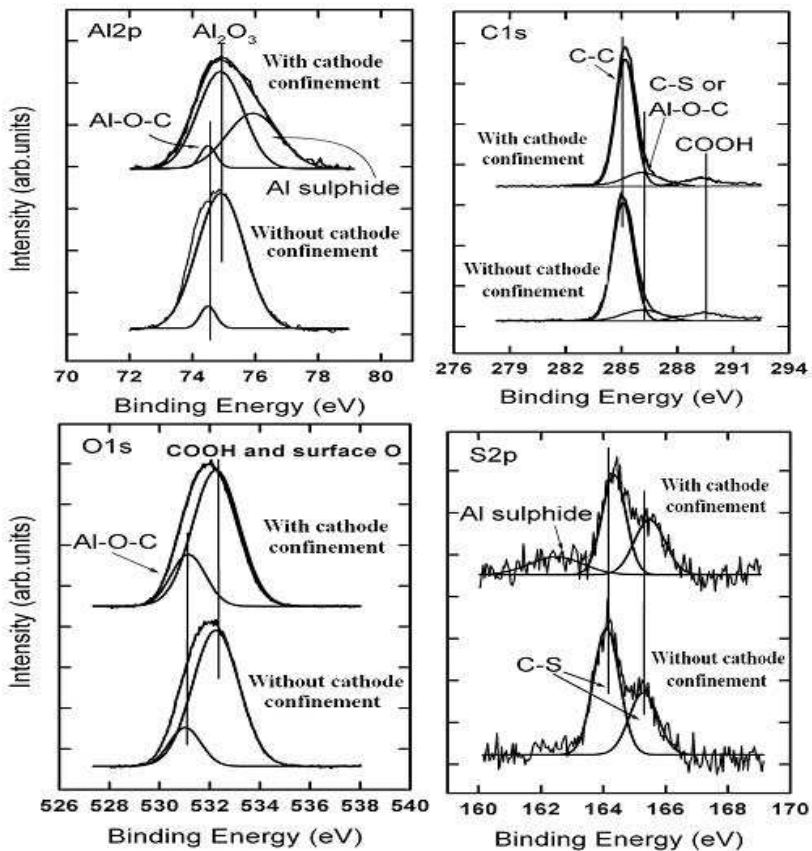 Al2p
Al₂O₃
With cathode
confinement
Al-O-C
Al sulphide
Without cathode
confinement
Intensity (arb.units)
70 72 74 76 78 80
Binding Energy (eV)
C1s
C-C
C-S or
Al-O-C
With cathode
confinement
COOH
Without cathode
confinement
276 279 282 285 288 291 294
Binding Energy (eV)
O1s
COOH and surface O
With cathode
confinement
Al-O-C
Without cathode
confinement
Intensity (arb.units)
526 528 530 532 534 536 538 540
Binding Energy (eV)
S2p
With cathode
confinement
Al sulphide
C-S
Without cathode
confinement
160 162 164 166 168 170
Binding Energy (eV)